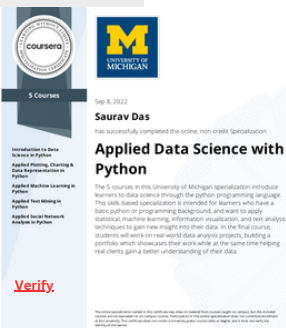 coursera
5 Courses
Introduction to Data
Science in Python
Applied Plotting, Charting &
Data Representation in
Python
Applied Machine Learning in
Python
Applied Text Mining in
Python
Applied Social Network
Analysis in Python
Verify
M
UNIVERSITY OF
MICHIGAN
Sep 8, 2022
Saurav Das
has successfully completed the online, non-credit Specialization
Applied Data Science with
Python
The 5 courses in this University of Michigan specialization introduce
learners to data science through the python programming language.
This skills-based specialization is intended for learners who have a
basic python or programming background, and want to apply
statistical, machine learning, information visualization, and text analysis
techniques to gain new insight into their data. In the final course,
students will work on real-world data analysis projects, building a
portfolio which showcases their work while at the same time helping
real clients gain a better understanding of their data.